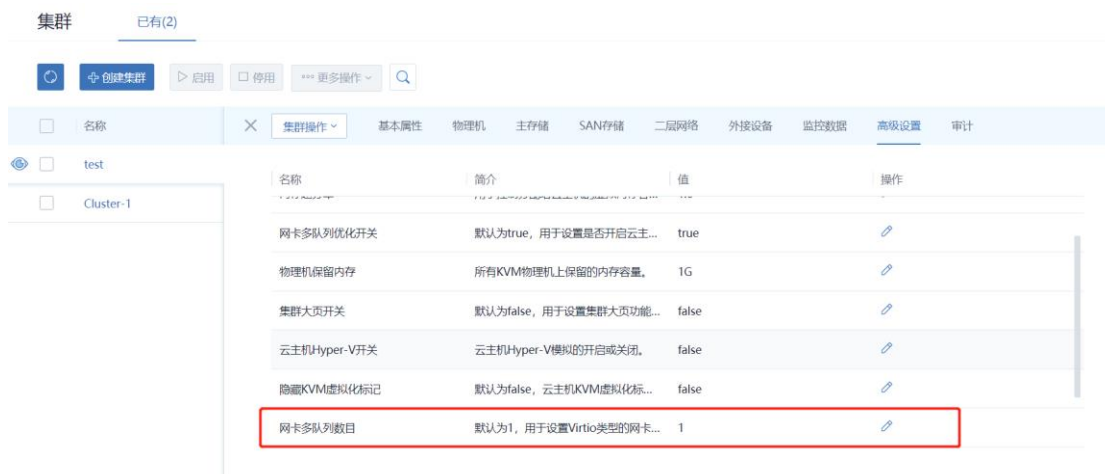 集群 已有(2)
创建集群 启用 停用 更多操作
名称 集群操作 基本属性 物理机 主存储 SAN存储 二层网络 外接设备 监控数据 高级设置 审计
test
名称 简介 值 操作
Cluster-1
网卡多队列优化开关 默认为true，用于设置是否开启云主... true
物理机保留内存 所有KVM物理机上保留的内存容量。 1G
集群大页开关 默认为false，用于设置集群大页功能... false
云主机Hyper-V开关 云主机Hyper-V模拟的开启或关闭。 false
隐藏KVM虚拟化标记 默认为false，云主机KVM虚拟化标... false
网卡多队列数目 默认为1，用于设置Virtio类型的网卡... 1